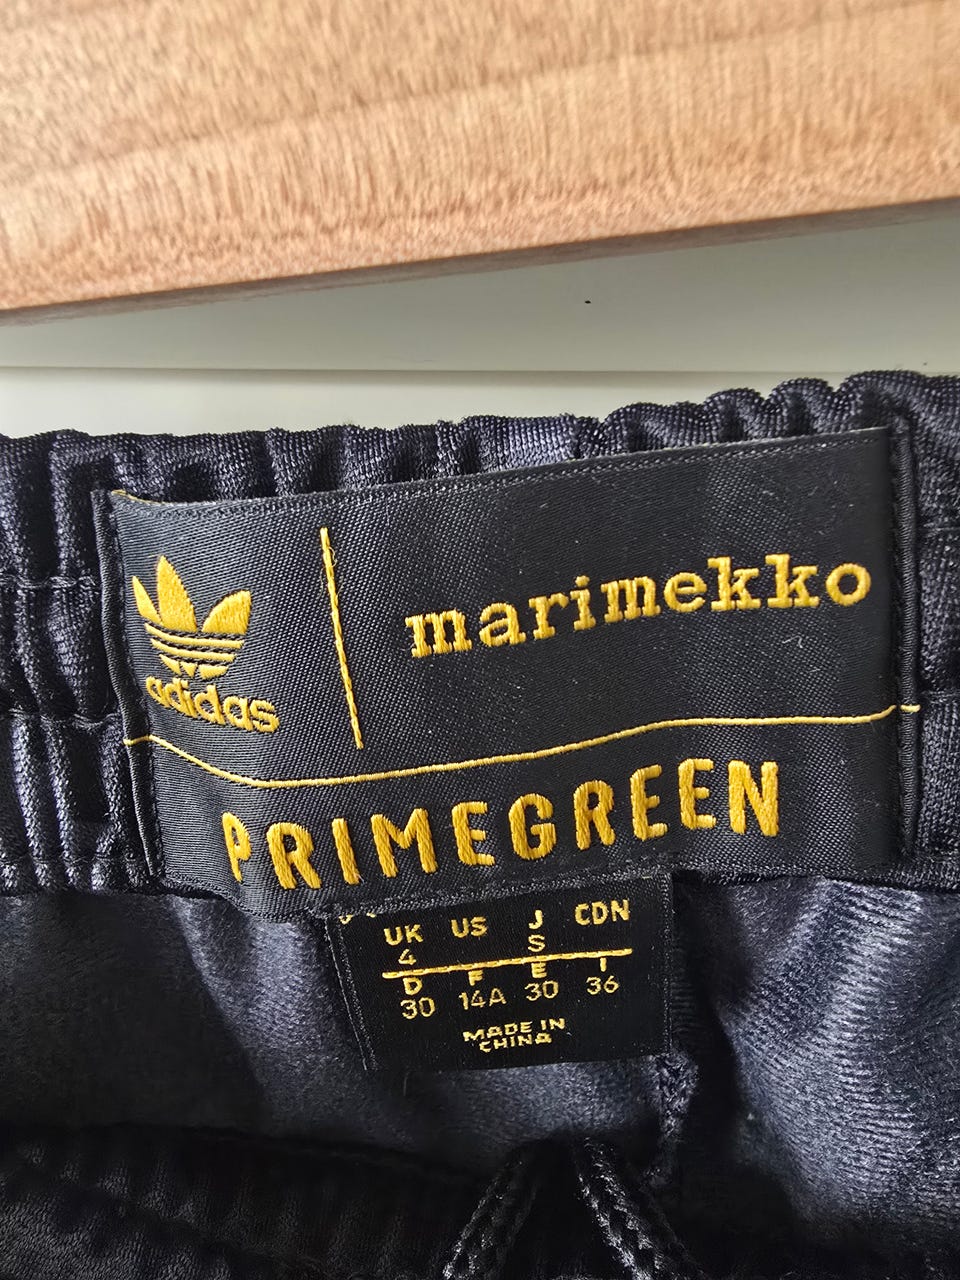 adidas
marimekko
PRIMEGREEN
UK US J CDN
4 S
D F E I
30 14A 30 36
MADE IN
CHINA